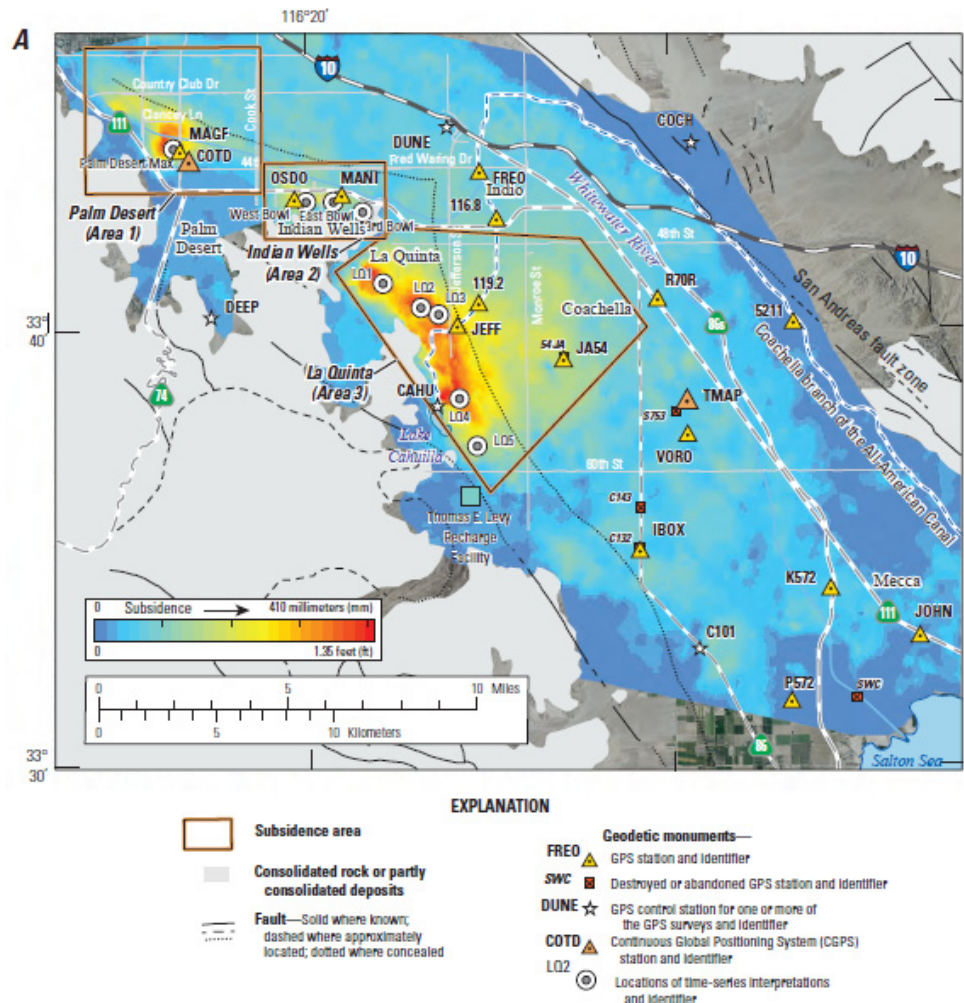 116°20'
A
10
Country Club Dr
Cook St
Clancey Ln
111
MAGF
COTD
Palm Desert Max
44th
DUNE
Fred Waring Dr
COCH
FREO
Indio
Whitewater River
OSDO
MANI
West Bowl
East Bowl
Indian Wells
116.8
48th St
10
Palm Desert
(Area 1)
Palm
Desert
Indian Wells
(Area 2)
La Quinta
Jefferson St
Monroe St
R70R
San Andreas fault zone
LQ1
LQ2
LQ3
119.2
Coachella
86s
5211
DEEP
33°
40'
JEFF
54JA
JA54
Coachella branch of the All-American Canal
La Quinta
(Area 3)
74
CAHU
LQ4
S753
TMAP
Lake
Cahuilla
LQ5
VORO
60th St
Thomas E. Levy
Recharge
Facility
C143
C132
IBOX
K572
Mecca
111
JOHN
0 Subsidence 410 millimeters (mm)
0 1.35 feet (ft)
C101
0 5 10 Miles
0 5 10 Kilometers
P572
SWC
86
33°
30'
Salton Sea
EXPLANATION
Subsidence area
Consolidated rock or partly
consolidated deposits
Fault—Solid where known;
dashed where approximately
located; dotted where concealed
Geodetic monuments—
FREO GPS station and identifier
SWC Destroyed or abandoned GPS station and identifier
DUNE GPS control station for one or more of
the GPS surveys and identifier
COTD Continuous Global Positioning System (CGPS)
station and identifier
LQ2 Locations of time-series interpretations
and identifier